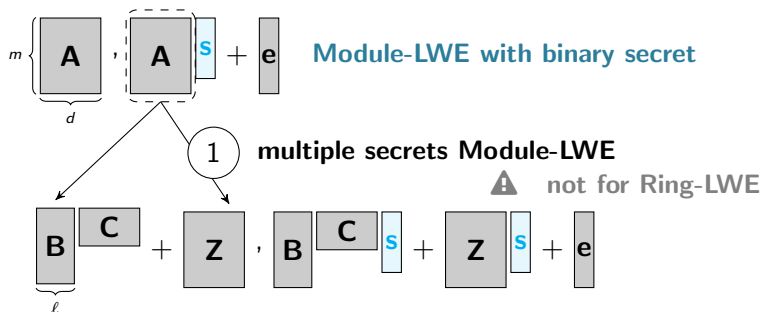 m A , A s + e Module-LWE with binary secret
d
1 multiple secrets Module-LWE
not for Ring-LWE
B C + Z , B C s + Z s + e
ℓ